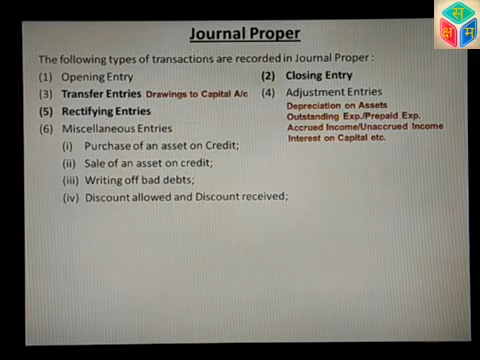 Journal Proper
The following types of transactions are recorded in Journal Proper :
(1) Opening Entry
(2) Closing Entry
(3) Transfer Entries Drawings to Capital A/c
(4) Adjustment Entries
Depreciation on Assets
Outstanding Exp./Prepaid Exp.
Accrued Income/Unaccrued Income
Interest on Capital etc.
(5) Rectifying Entries
(6) Miscellaneous Entries
(i) Purchase of an asset on Credit;
(ii) Sale of an asset on credit;
(iii) Writing off bad debts;
(iv) Discount allowed and Discount received;
स
क्ष
म